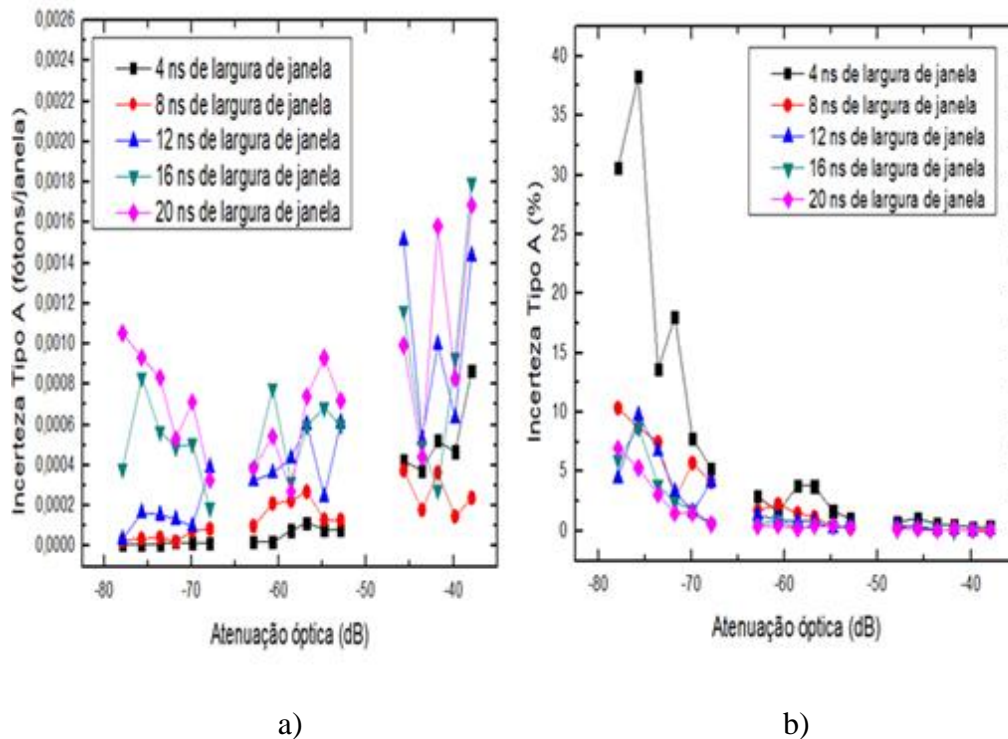 Incerteza Tipo A (fótons/janela)
0,0026
0,0024
0,0022
0,0020
0,0018
0,0016
0,0014
0,0012
0,0010
0,0008
0,0006
0,0004
0,0002
0,0000
4 ns de largura de janela
8 ns de largura de janela
12 ns de largura de janela
16 ns de largura de janela
20 ns de largura de janela
-80 -70 -60 -50 -40
Atenuação óptica (dB)
a)
Incerteza Tipo A (%)
40
35
30
25
20
15
10
5
0
4 ns de largura de janela
8 ns de largura de janela
12 ns de largura de janela
16 ns de largura de janela
20 ns de largura de janela
-80 -70 -60 -50 -40
Atenuação óptica (dB)
b)